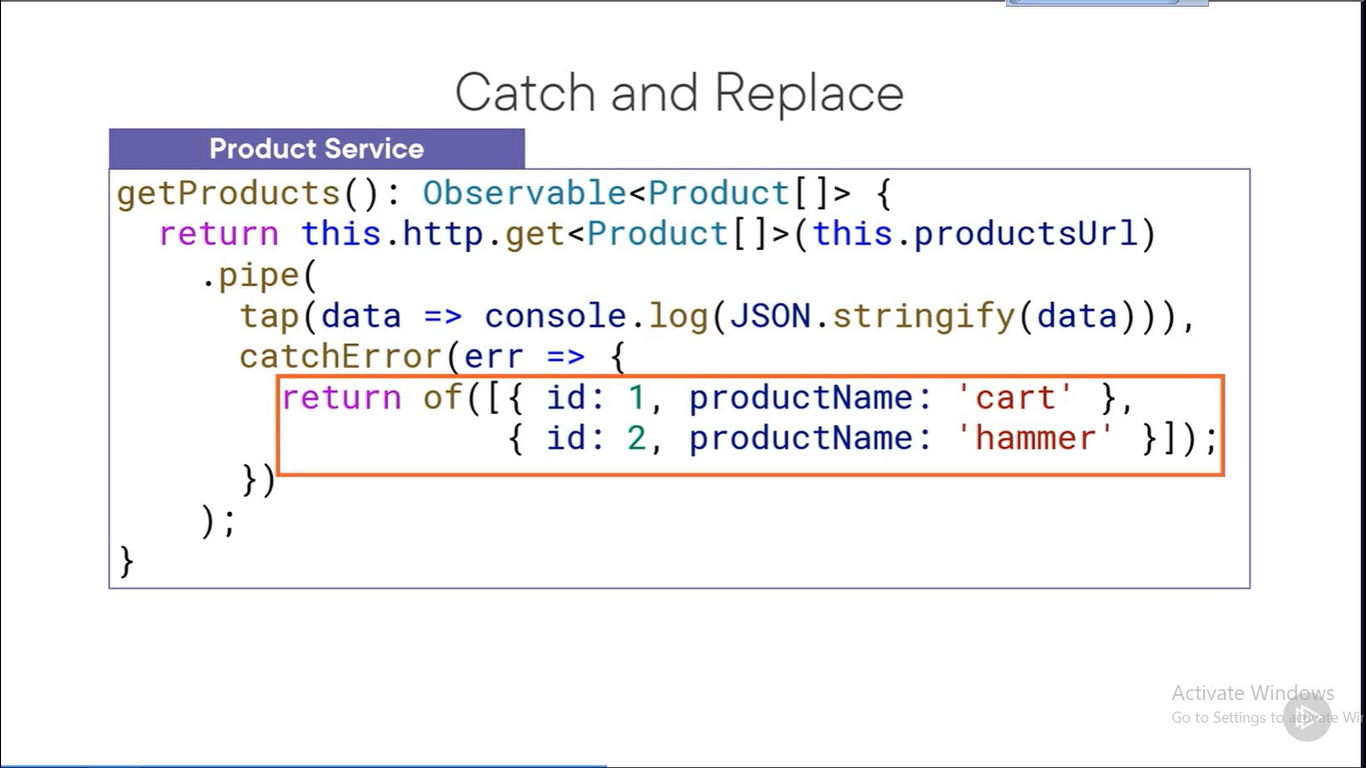 Catch and Replace
Product Service
getProducts(): Observable<Product[]> {
return this.http.get<Product[]>(this.productsUrl)
.pipe(
tap(data => console.log(JSON.stringify(data))),
catchError(err => {
return of([{ id: 1, productName: 'cart' },
{ id: 2, productName: 'hammer' }]);
})
);
}
Activate Windows
Go to Settings to activate Wi